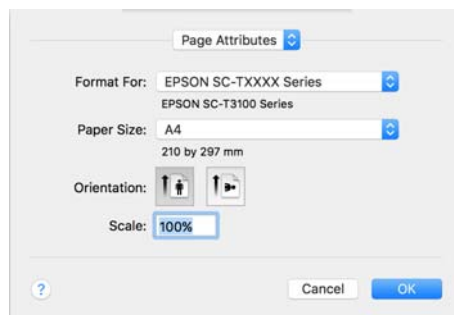 Page Attributes
Format For: EPSON SC-TXXXX Series
EPSON SC-T3100 Series
Paper Size: A4
210 by 297 mm
Orientation:
Scale: 100%
? Cancel OK